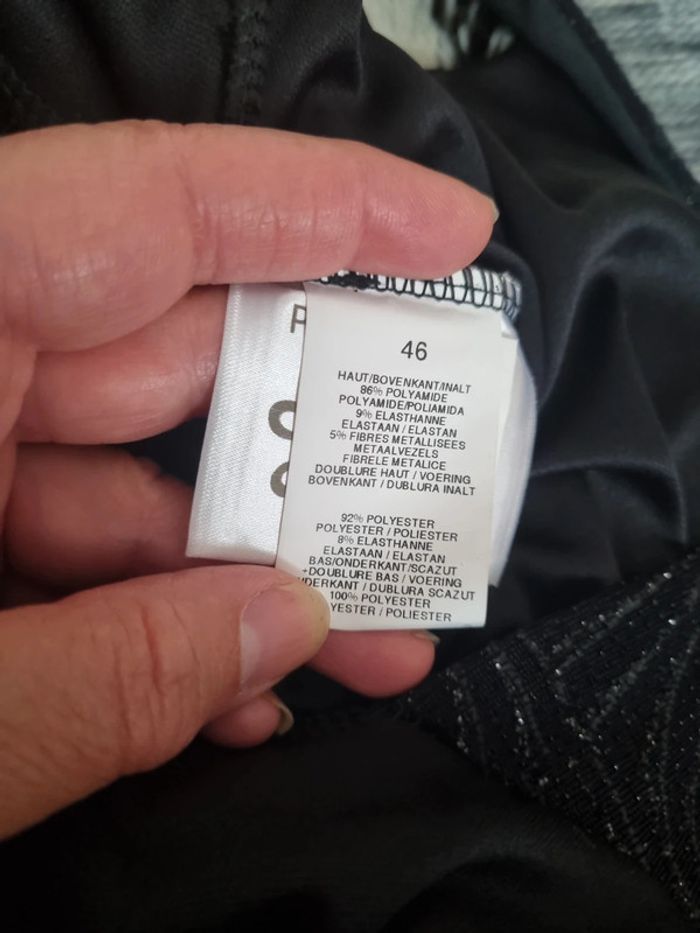 P
46
HAUT/BOVENKANT/INALT
86% POLYAMIDE
POLYAMIDE/POLIAMIDA
9% ELASTHANNE
ELASTAAN / ELASTAN
5% FIBRES METALLISEES
METAALVEZELS
FIBRELE METALICE
DOUBLURE HAUT / VOERING
BOVENKANT / DUBLURA INALT
92% POLYESTER
POLYESTER / POLIESTER
8% ELASTHANNE
ELASTAAN / ELASTAN
BAS/ONDERKANT/SCAZUT
+DOUBLURE BAS / VOERING
NDERKANT / DUBLURA SCAZUT
100% POLYESTER
YESTER / POLIESTER